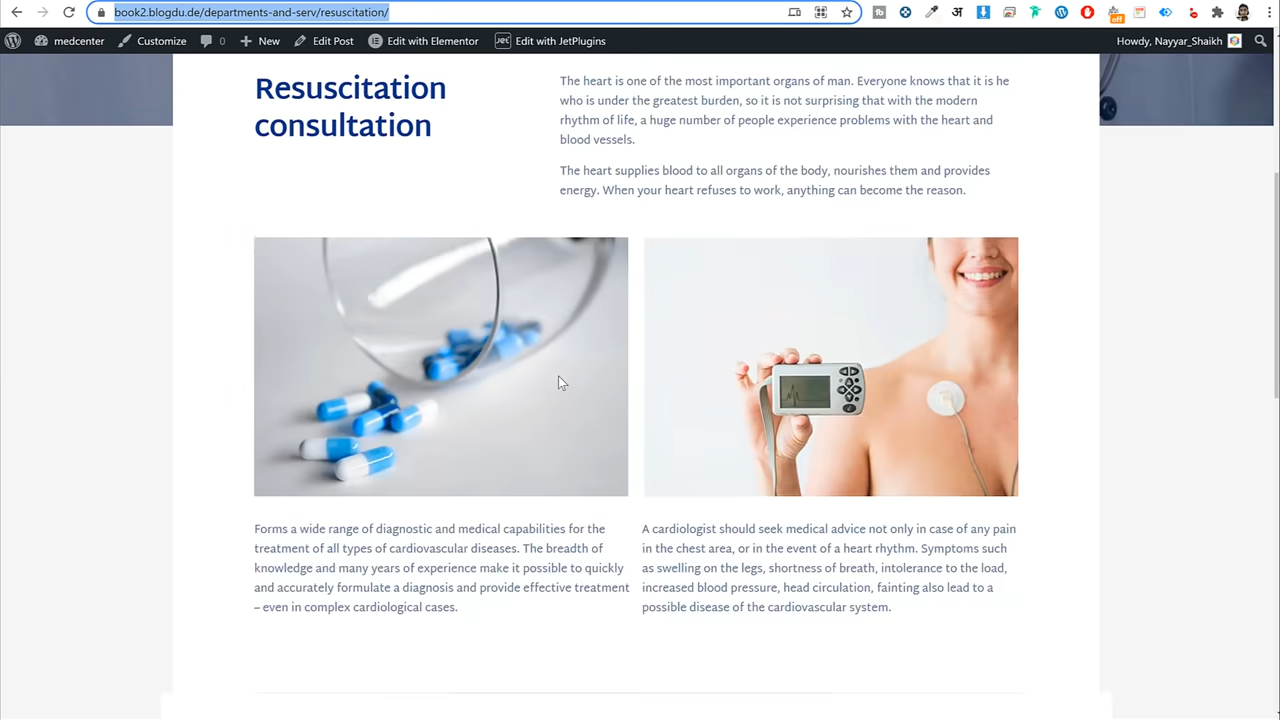 book2.blogdu.de/departments-and-serv/resuscitation/
medcenter Customize 0 New Edit Post Edit with Elementor Jet Edit with JetPlugins Howdy, Nayyar_Shaikh
Resuscitation
consultation
The heart is one of the most important organs of man. Everyone knows that it is he
who is under the greatest burden, so it is not surprising that with the modern
rhythm of life, a huge number of people experience problems with the heart and
blood vessels.
The heart supplies blood to all organs of the body, nourishes them and provides
energy. When your heart refuses to work, anything can become the reason.
Forms a wide range of diagnostic and medical capabilities for the
treatment of all types of cardiovascular diseases. The breadth of
knowledge and many years of experience make it possible to quickly
and accurately formulate a diagnosis and provide effective treatment
– even in complex cardiological cases.
A cardiologist should seek medical advice not only in case of any pain
in the chest area, or in the event of a heart rhythm. Symptoms such
as swelling on the legs, shortness of breath, intolerance to the load,
increased blood pressure, head circulation, fainting also lead to a
possible disease of the cardiovascular system.